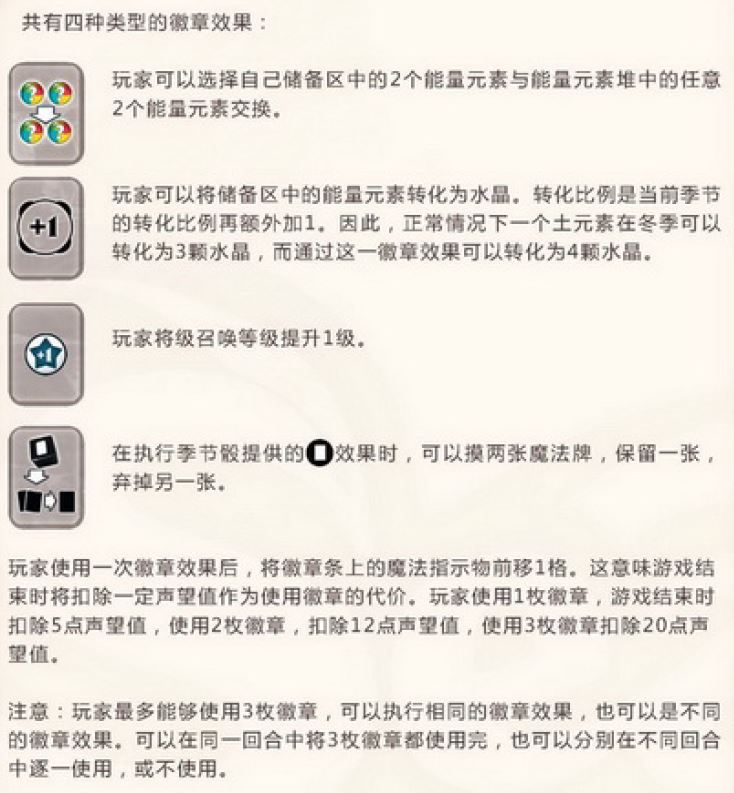 共有四种类型的徽章效果：
玩家可以选择自己储备区中的2个能量元素与能量元素堆中的任意
2个能量元素交换。
玩家可以将储备区中的能量元素转化为水晶。转化比例是当前季节
+1
的转化比例再额外加1。因此，正常情况下一个土元素在冬季可以
转化为3颗水晶，而通过这一徽章效果可以转化为4颗水晶。
+1
玩家将级召唤等级提升1级。
在执行季节骰提供的效果时，可以摸两张魔法牌，保留一张，
弃掉另一张。
玩家使用一次徽章效果后，将徽章条上的魔法指示物前移1格。这意味游戏结
束时将扣除一定声望值作为使用徽章的代价。玩家使用1枚徽章，游戏结束时
扣除5点声望值，使用2枚徽章，扣除12点声望值，使用3枚徽章扣除20点声
望值。
注意：玩家最多能够使用3枚徽章，可以执行相同的徽章效果，也可以是不同
的徽章效果。可以在同一回合中将3枚徽章都使用完，也可以分别在不同回合
中逐一使用，或不使用。